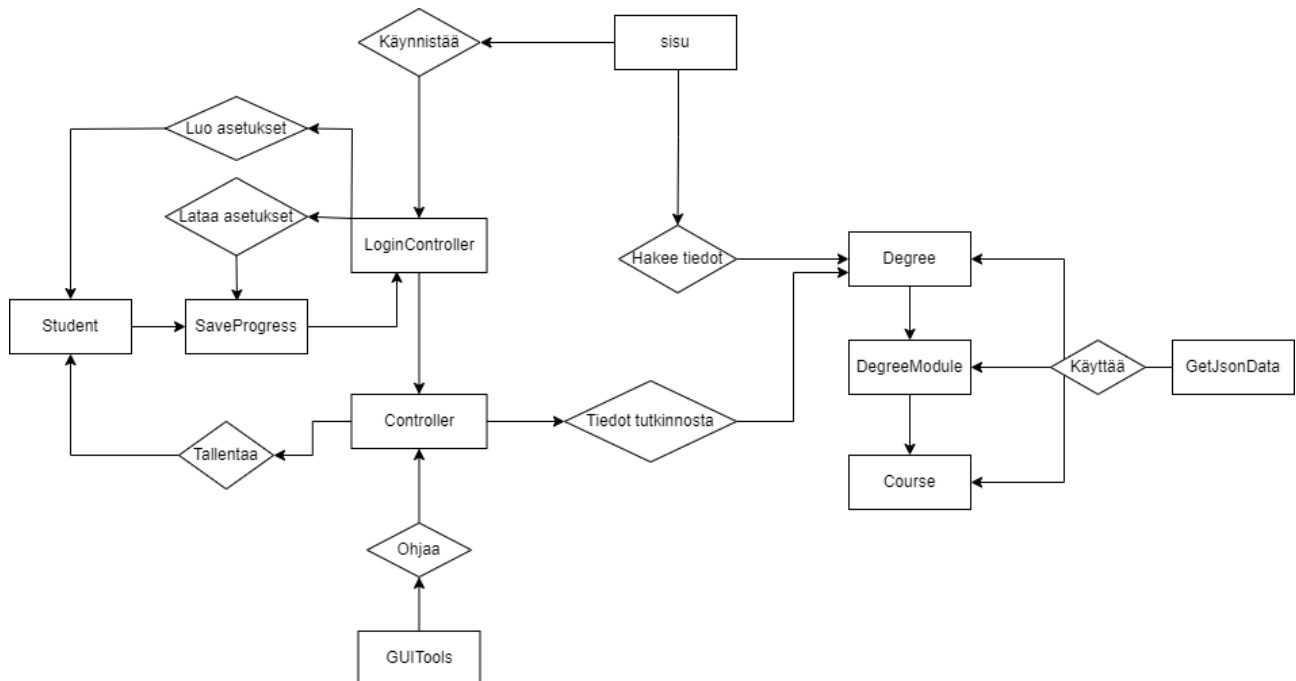 Käynnistää
sisu
Luo asetukset
Lataa asetukset
LoginController
Hakee tiedot
Degree
Student
SaveProgress
DegreeModule
Käyttää
GetJsonData
Controller
Tiedot tutkinnosta
Tallentaa
Course
Ohjaa
GUITools